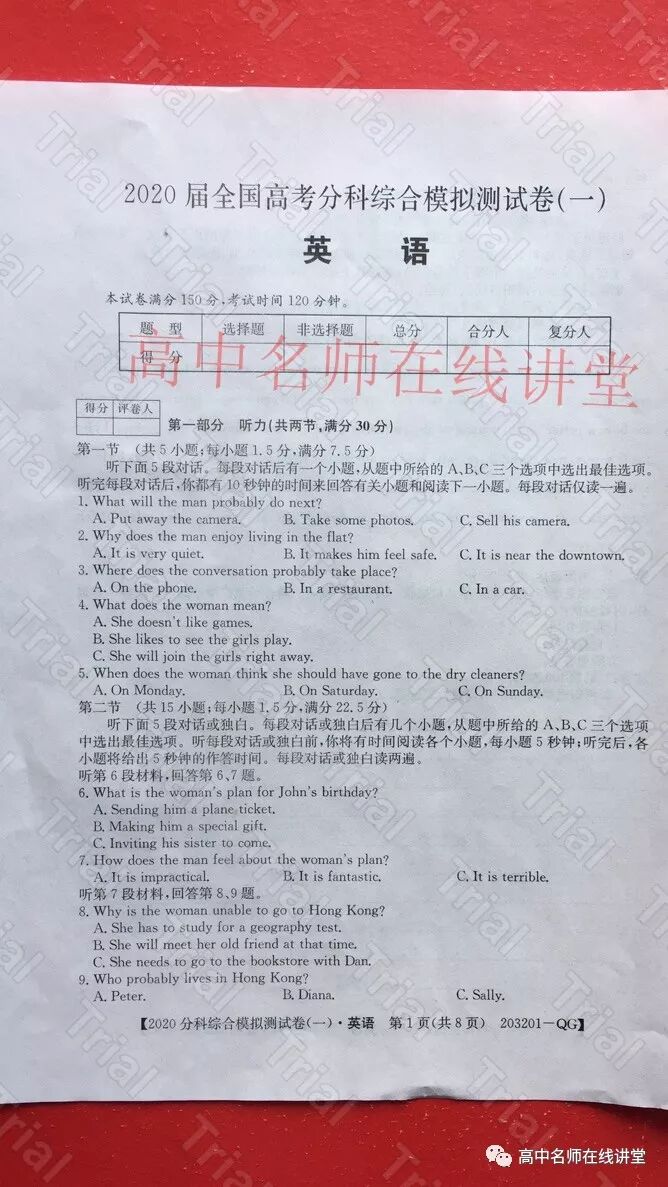 2020 届全国高考分科综合模拟测试卷(一)
英 语
本试卷满分 150 分,考试时间 120 分钟。
题 型 选择题 非选择题 总分 合分人 复分人
得 分
高中名师在线讲堂
得分 评卷人
第一部分 听力(共两节,满分 30 分)
第一节 (共 5 小题;每小题 1.5 分,满分 7.5 分)
听下面 5 段对话。每段对话后有一个小题,从题中所给的 A、B、C 三个选项中选出最佳选项。
听完每段对话后,你都有 10 秒钟的时间来回答有关小题和阅读下一小题。每段对话仅读一遍。
1. What will the man probably do next?
A. Put away the camera. B. Take some photos. C. Sell his camera.
2. Why does the man enjoy living in the flat?
A. It is very quiet. B. It makes him feel safe. C. It is near the downtown.
3. Where does the conversation probably take place?
A. On the phone. B. In a restaurant. C. In a car.
4. What does the woman mean?
A. She doesn't like games.
B. She likes to see the girls play.
C. She will join the girls right away.
5. When does the woman think she should have gone to the dry cleaners?
A. On Monday. B. On Saturday. C. On Sunday.
第二节 (共 15 小题;每小题 1.5 分,满分 22.5 分)
听下面 5 段对话或独白。每段对话或独白后有几个小题,从题中所给的 A、B、C 三个选项
中选出最佳选项。听每段对话或独白前,你将有时间阅读各个小题,每小题 5 秒钟;听完后,各
小题将给出 5 秒钟的作答时间。每段对话或独白读两遍。
听第 6 段材料,回答第 6、7 题。
6. What is the woman's plan for John's birthday?
A. Sending him a plane ticket.
B. Making him a special gift.
C. Inviting his sister to come.
7. How does the man feel about the woman's plan?
A. It is impractical. B. It is fantastic. C. It is terrible.
听第 7 段材料,回答第 8、9 题。
8. Why is the woman unable to go to Hong Kong?
A. She has to study for a geography test.
B. She will meet her old friend at that time.
C. She needs to go to the bookstore with Dan.
9. Who probably lives in Hong Kong?
A. Peter. B. Diana. C. Sally.
【2020 分科综合模拟测试卷(一)·英语 第 1 页(共 8 页) 203201—QG】
高中名师在线讲堂
Trial